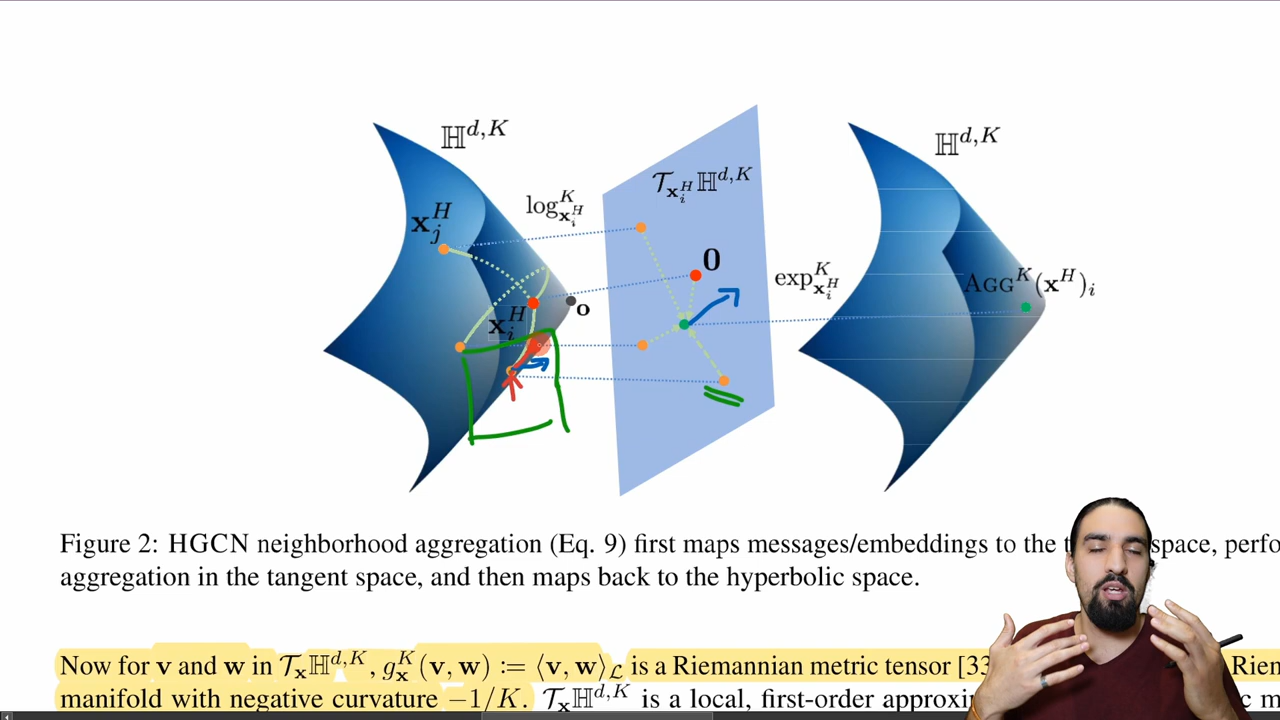 ℍ^{d,K}
ℍ^{d,K}
𝒯_{𝐱_i^H}ℍ^{d,K}
log^K_{𝐱_i^H}
𝐱_j^H
𝟎
exp^K_{𝐱_i^H}
AGG^K(𝐱^H)_i
𝐨
𝐱_i^H
Figure 2: HGCN neighborhood aggregation (Eq. 9) first maps messages/embeddings to the space,
aggregation in the tangent space, and then maps back to the hyperbolic space.
Now for 𝐯 and 𝐰 in 𝒯_𝐱ℍ^{d,K}, g_𝐱^K(𝐯, 𝐰) := ⟨𝐯, 𝐰⟩_ℒ is a Riemannian metric tensor [33
manifold with negative curvature −1/K. 𝒯_𝐱ℍ^{d,K} is a local, first-order